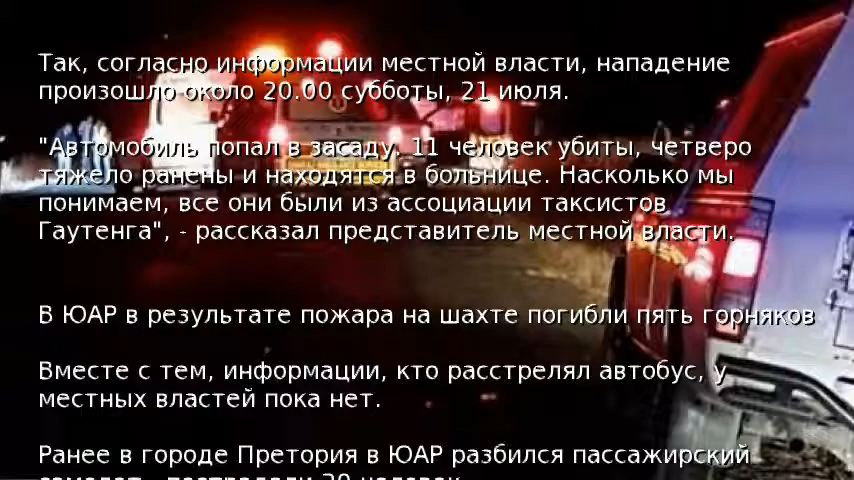 Так, согласно информации местной власти, нападение
произошло около 20.00 субботы, 21 июля.
"Автомобиль попал в засаду. 11 человек убиты, четверо
тяжело ранены и находятся в больнице. Насколько мы
понимаем, все они были из ассоциации таксистов
Гаутенга", - рассказал представитель местной власти.
В ЮАР в результате пожара на шахте погибли пять горняков
Вместе с тем, информации, кто расстрелял автобус, у
местных властей пока нет.
Ранее в городе Претория в ЮАР разбился пассажирский